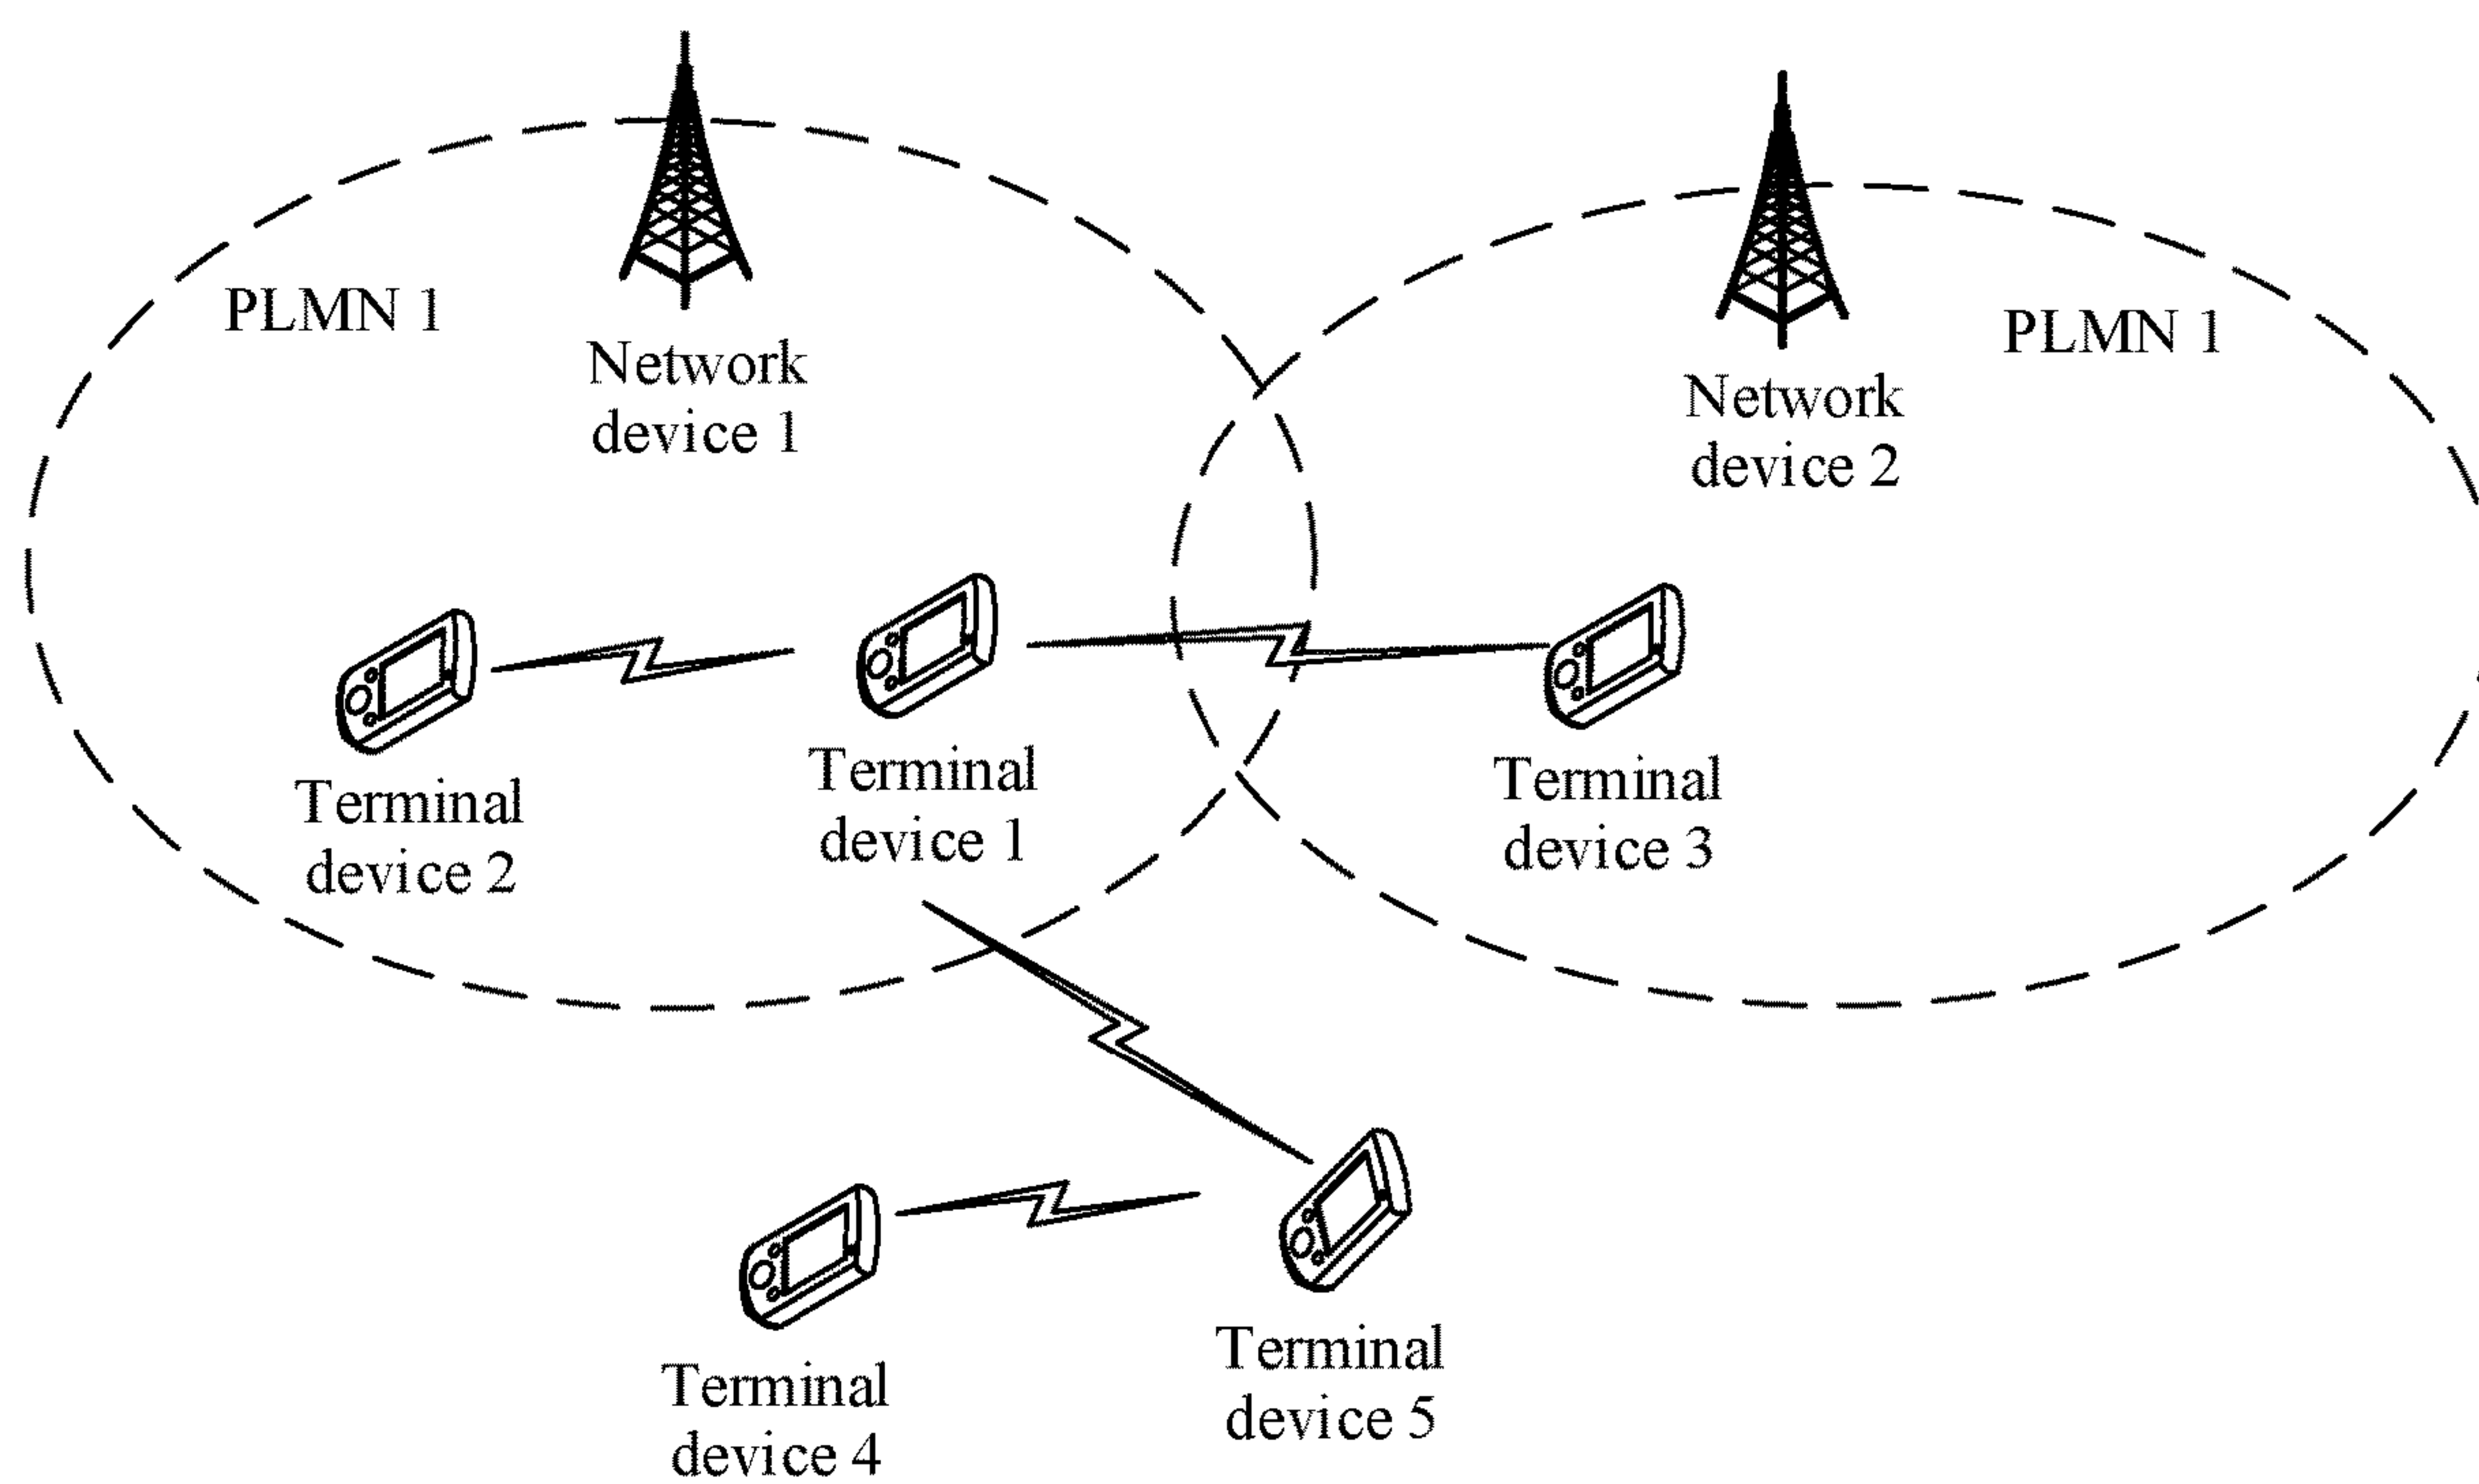 PLMN 1
Network
device 1
PLMN 1
Network
device 2
Terminal
device 2
Terminal
device 1
Terminal
device 3
Terminal
device 4
Terminal
device 5